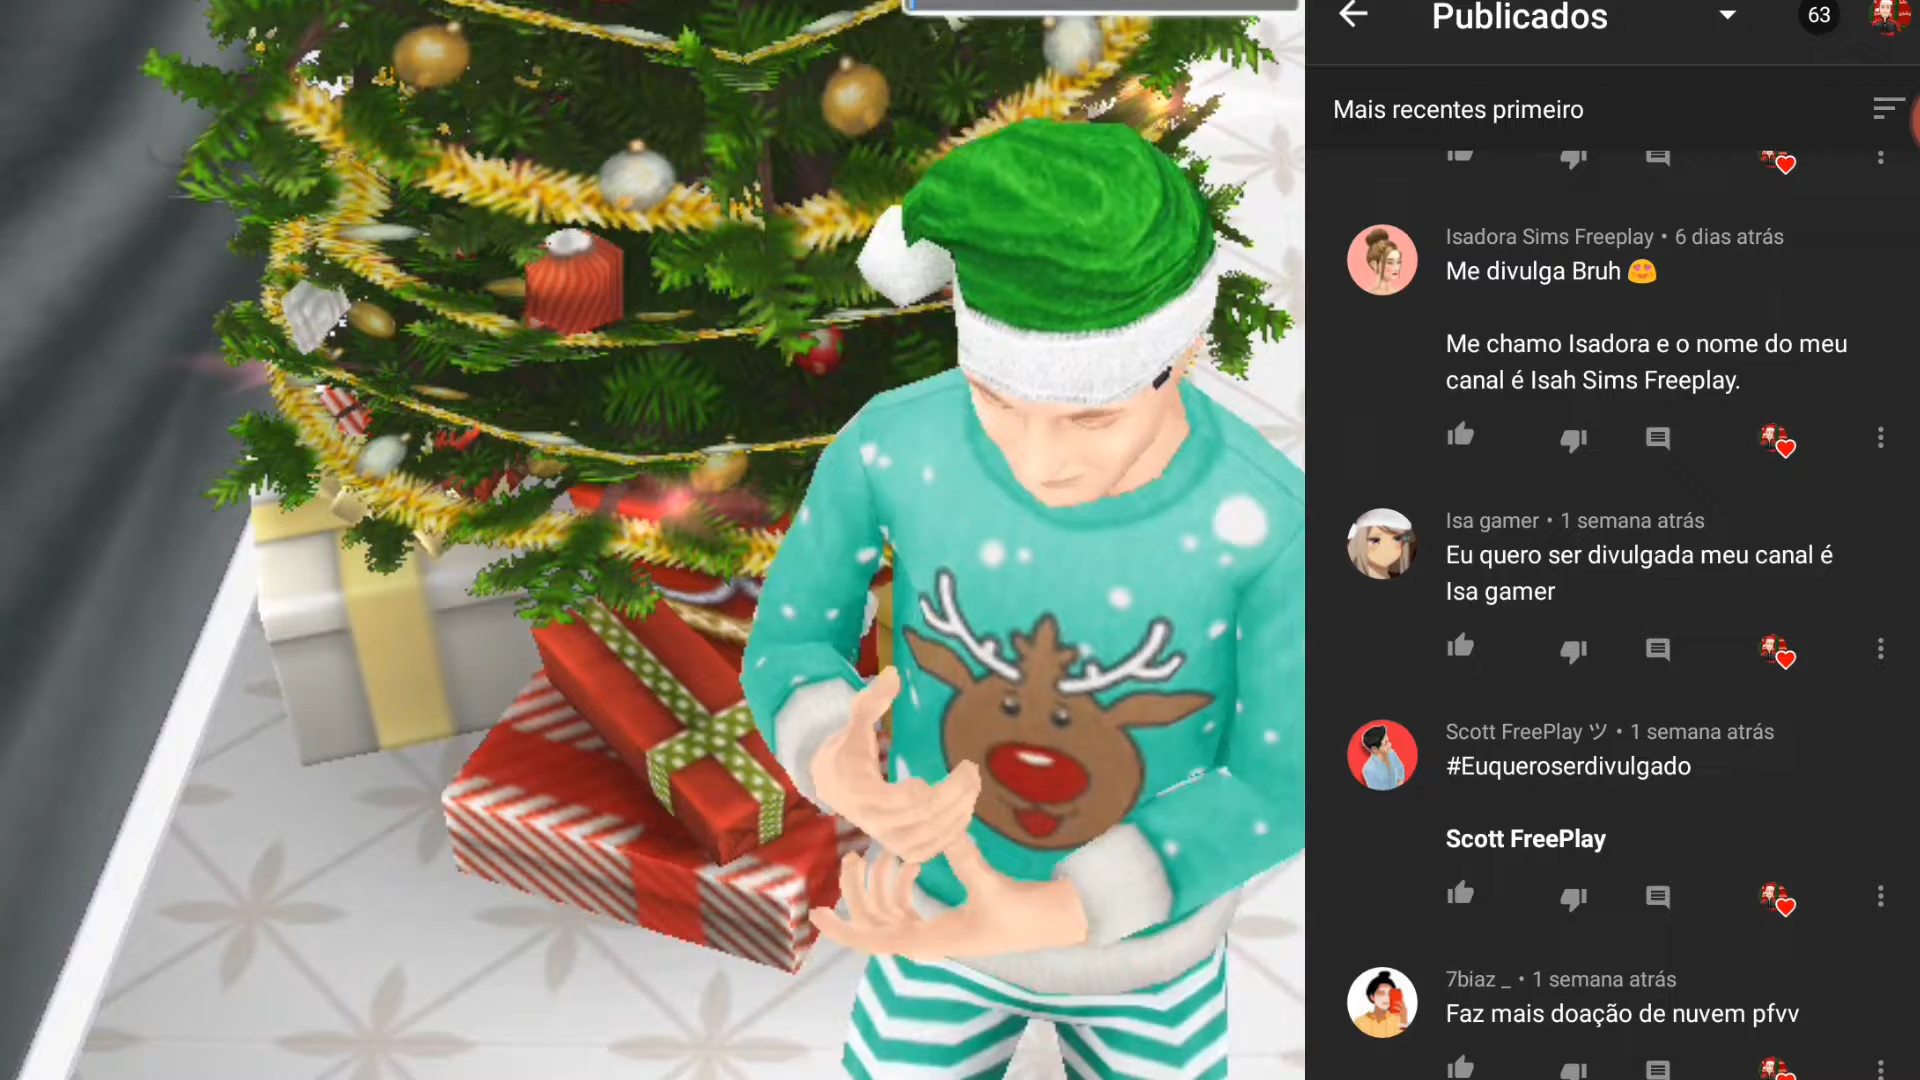 Publicados
63
Mais recentes primeiro
Isadora Sims Freeplay • 6 dias atrás
Me divulga Bruh 😍
Me chamo Isadora e o nome do meu
canal é Isah Sims Freeplay.
Isa gamer • 1 semana atrás
Eu quero ser divulgada meu canal é
Isa gamer
Scott FreePlay ツ • 1 semana atrás
#Euqueroserdivulgado
Scott FreePlay
7biaz _ • 1 semana atrás
Faz mais doação de nuvem pfvv